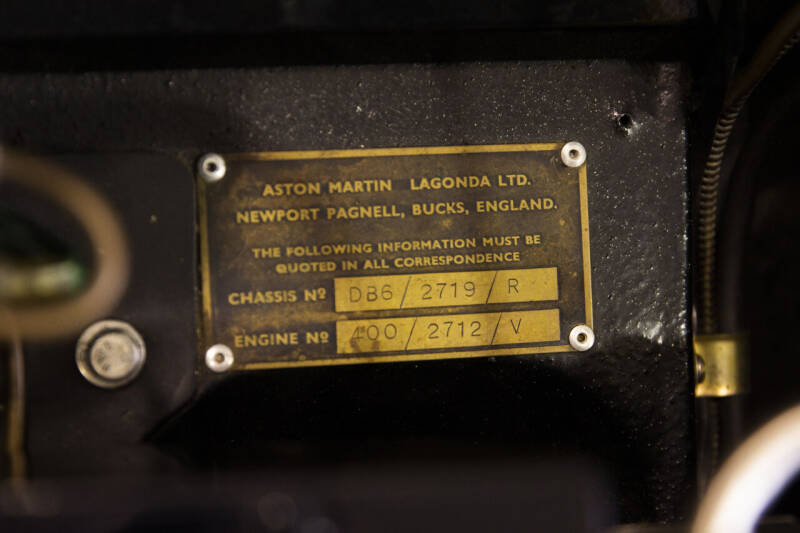 ASTON MARTIN LAGONDA LTD.
NEWPORT PAGNELL, BUCKS, ENGLAND.
THE FOLLOWING INFORMATION MUST BE
QUOTED IN ALL CORRESPONDENCE
CHASSIS Nº DB6/2719/R
ENGINE Nº 400/2712/V